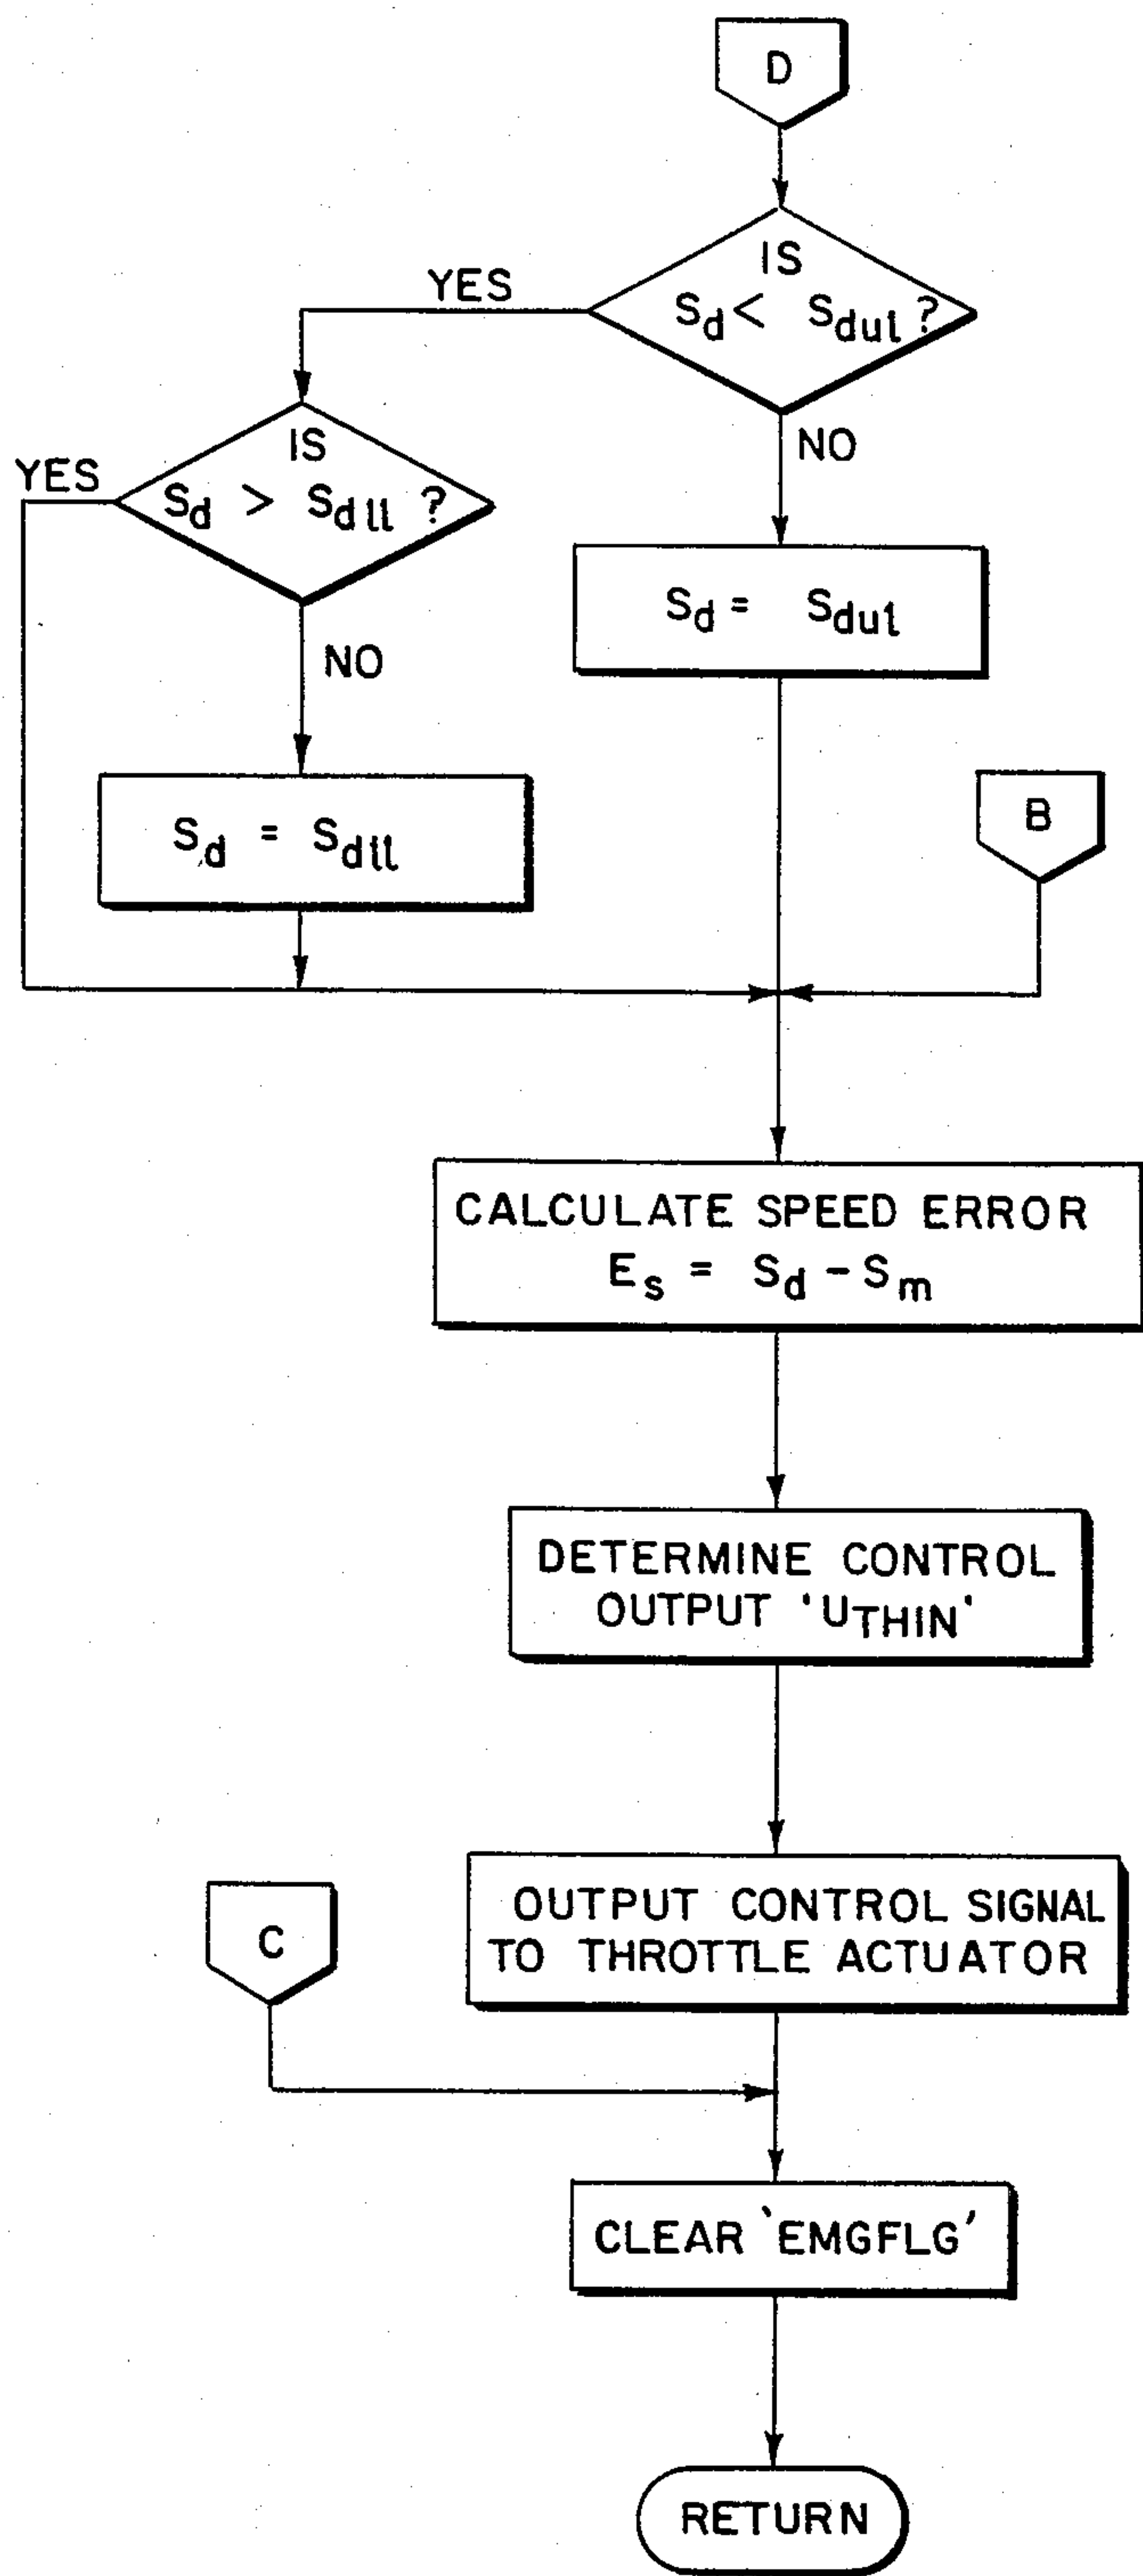 D
IS
Sd < Sdul ?
YES
NO
IS
Sd > Sdll ?
YES
NO
Sd = Sdul
Sd = Sdll
B
CALCULATE SPEED ERROR
Es = Sd - Sm
DETERMINE CONTROL
OUTPUT 'UTHIN'
OUTPUT CONTROL SIGNAL
TO THROTTLE ACTUATOR
C
CLEAR 'EMGFLG'
RETURN